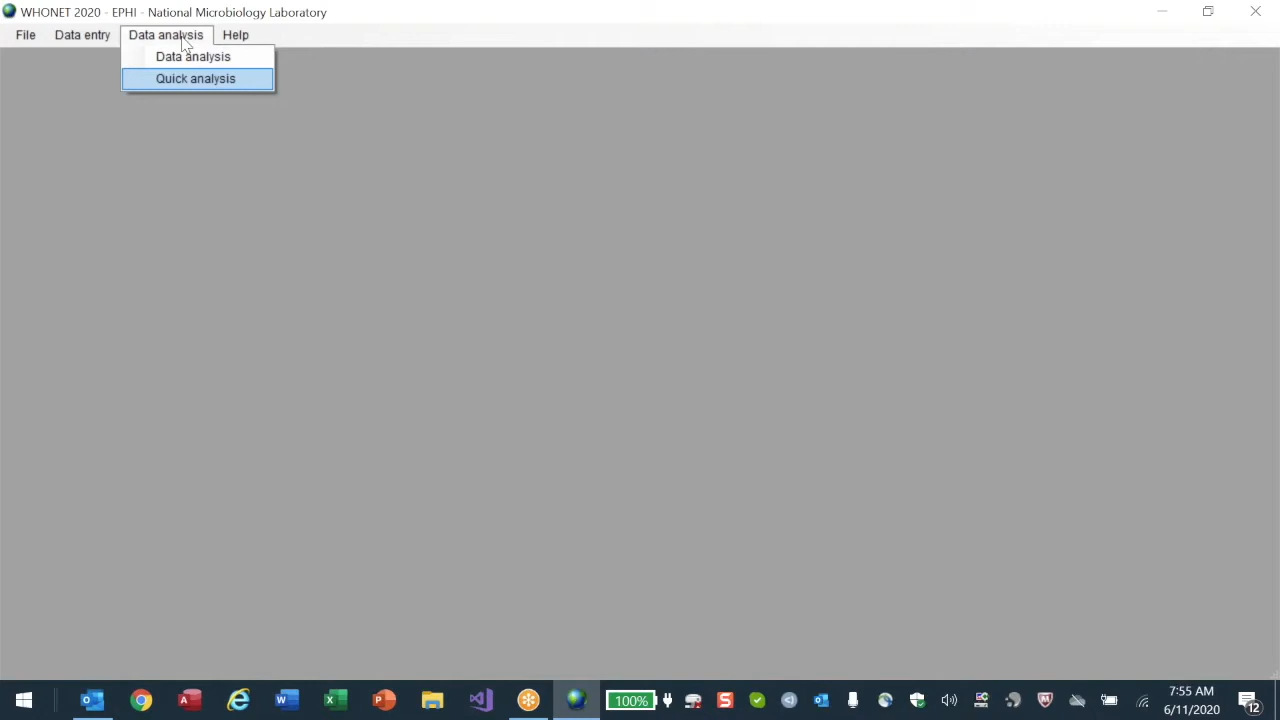 WHONET 2020 - EPHI - National Microbiology Laboratory
File Data entry Data analysis Help
Data analysis
Quick analysis
100%
7:55 AM
6/11/2020
12